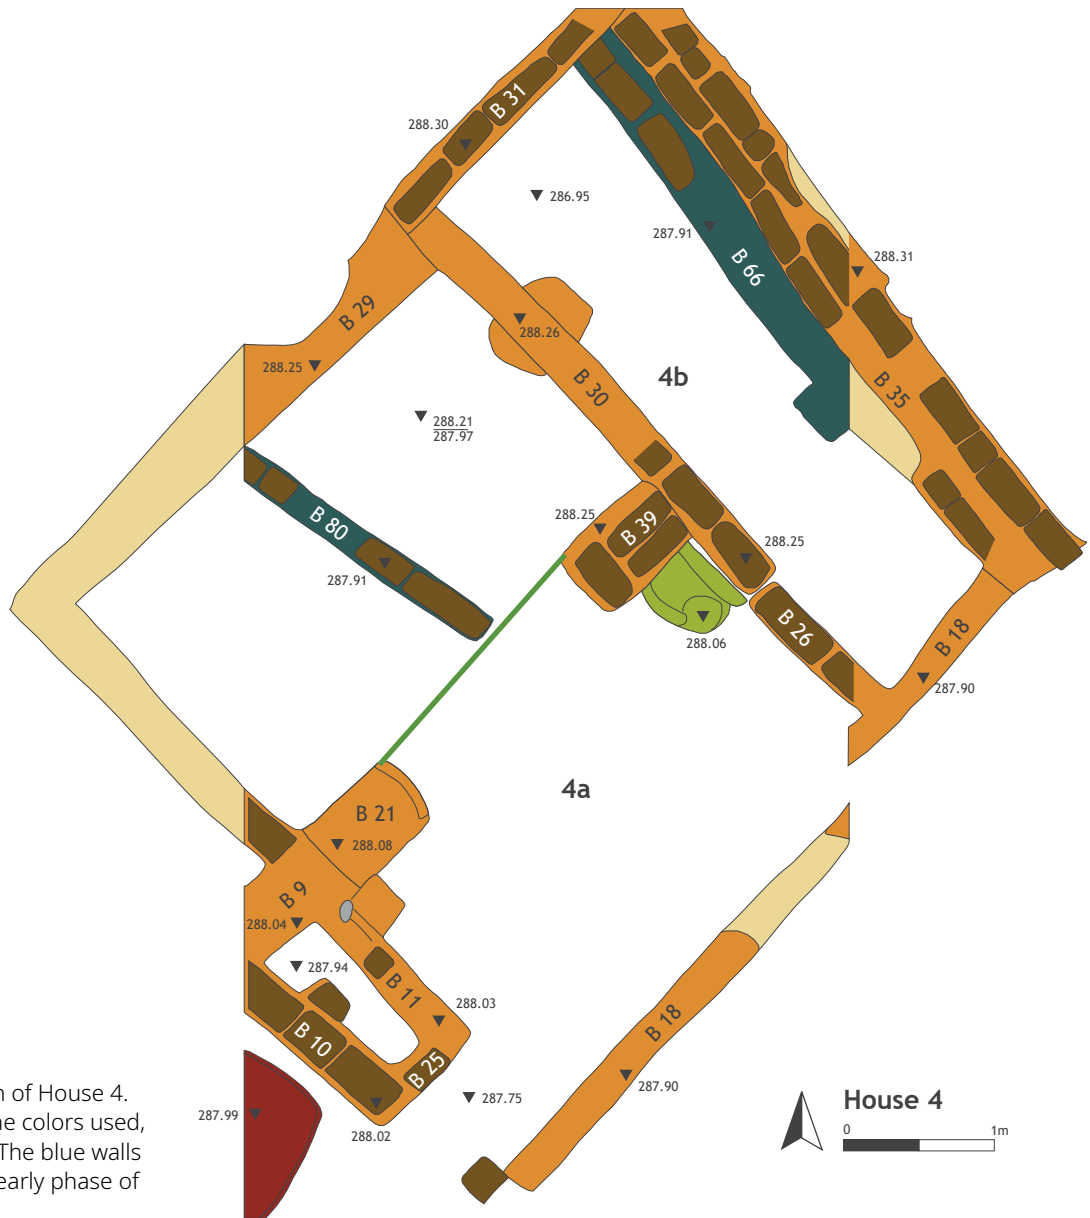 B 31
288.30
286.95
287.91
B 66
288.31
B 29
288.26
288.25
4b
B 30
B 35
288.21
287.97
B 80
288.25
B 39
288.25
287.91
B 26
288.06
B 18
287.90
4a
B 21
288.08
B 9
288.04
287.94
B 11
288.03
B 10
B 25
B 18
n of House 4.
ne colors used,
The blue walls
early phase of
287.99
288.02
287.75
287.90
House 4
0 1m